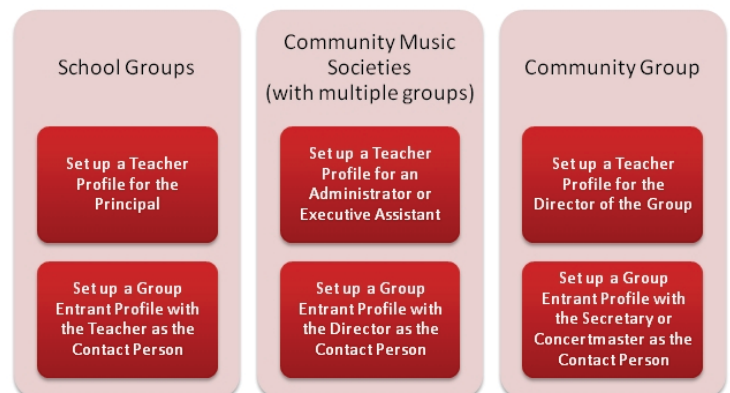 School Groups
Set up a Teacher
Profile for the
Principal
Set up a Group
Entrant Profile with
the Teacher as the
Contact Person
Community Music
Societies
(with multiple groups)
Set up a Teacher
Profile for an
Administrator or
Executive Assistant
Set up a Group
Entrant Profile with
the Director as the
Contact Person
Community Group
Set up a Teacher
Profile for the
Director of the Group
Set up a Group
Entrant Profile with
the Secretary or
Concertmaster as the
Contact Person